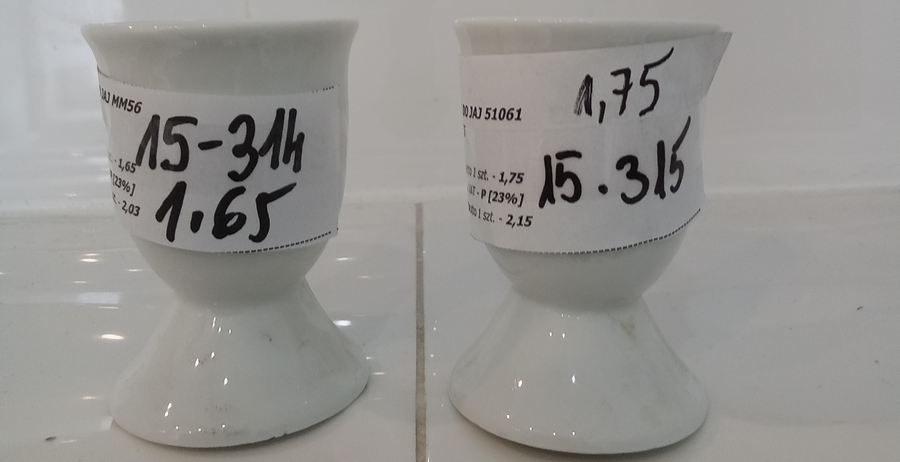 JAJ MM56
15-314
- 1,65
[23%]
- 2,03
1.65
1,75
DO JAJ 51061
1 szt. - 1,75
- P [23%]
1 szt. - 2,15
15.315